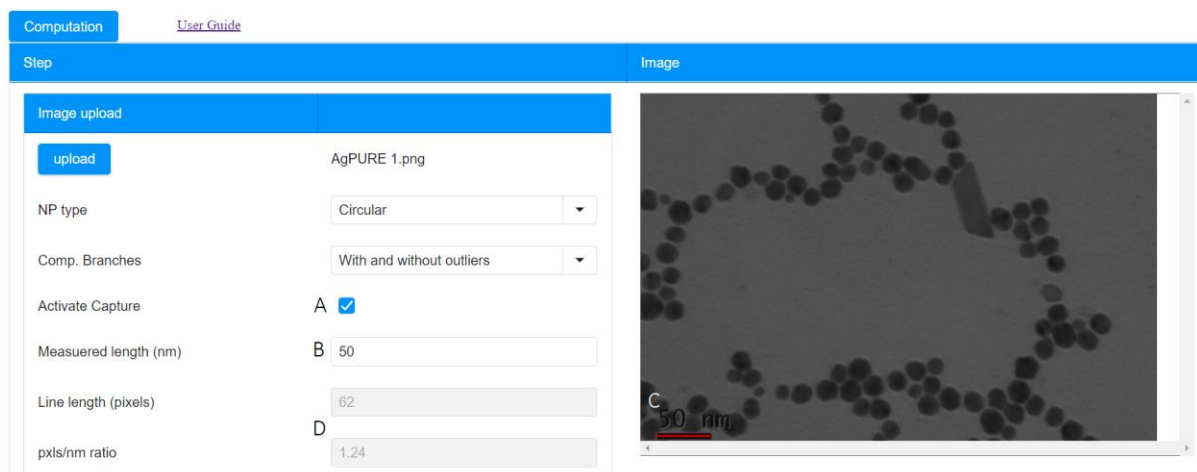 Computation User Guide
Step Image
Image upload
upload AgPURE 1.png
NP type Circular
Comp. Branches With and without outliers
Activate Capture A
Measuered length (nm) B 50
Line length (pixels) 62
D
pxls/nm ratio 1.24
C
50 nm